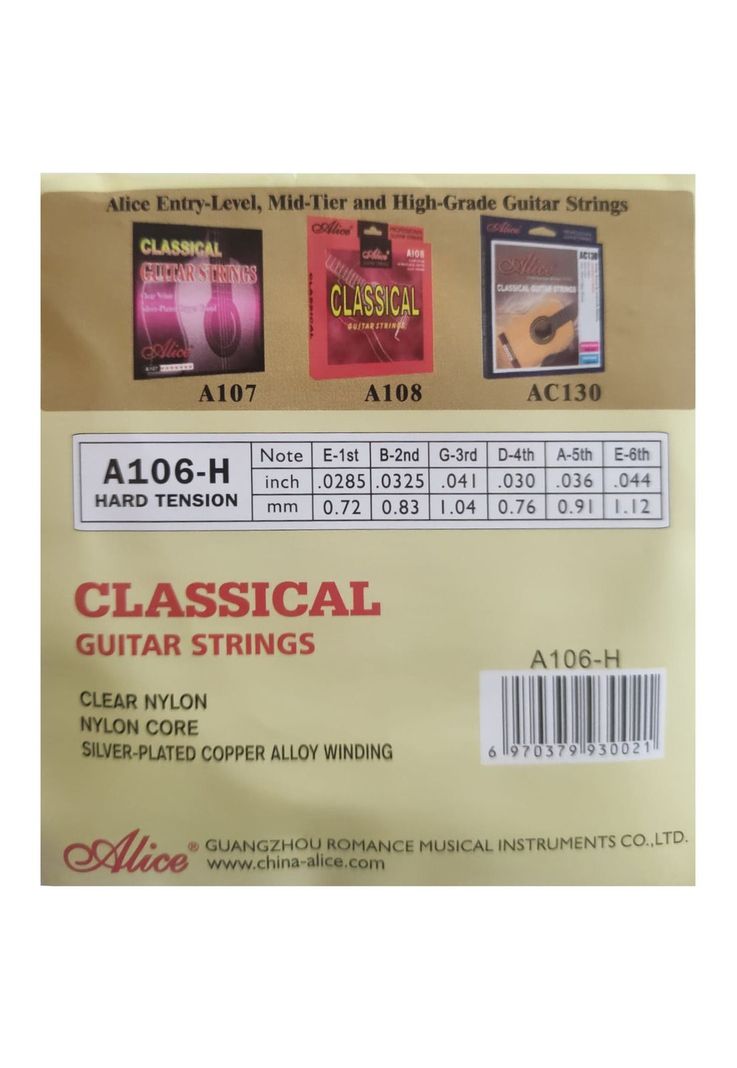 Alice Entry-Level, Mid-Tier and High-Grade Guitar Strings
CLASSICAL
GUITAR STRINGS
Alice
A107
Alice
Alice
A108
CLASSICAL
CLASSICAL
GUITAR STRINGS
A108
Alice
AC130
CLASSICAL GUITAR STRINGS
AC130
A106-H
HARD TENSION
Note E-1st B-2nd G-3rd D-4th A-5th E-6th
inch .0285 .0325 .041 .030 .036 .044
mm 0.72 0.83 1.04 0.76 0.91 1.12
CLASSICAL
GUITAR STRINGS
CLEAR NYLON
NYLON CORE
SILVER-PLATED COPPER ALLOY WINDING
A106-H
6 970379 930021
Alice® GUANGZHOU ROMANCE MUSICAL INSTRUMENTS CO.,LTD.
www.china-alice.com